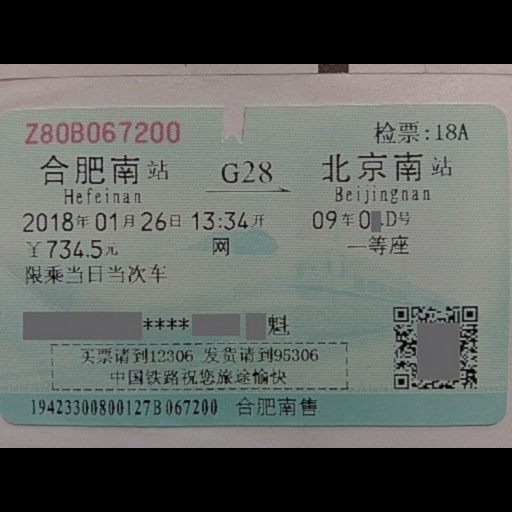 Z80B067200 检票:18A
合肥南站 G28 北京南站
Hefeinan Beijingnan
2018年01月26日 13:34开 09车0 D号
¥734.5元 网 一等座
限乘当日当次车
**** 魁
买票请到12306 发货请到95306
中国铁路祝您旅途愉快
19423300800127B067200 合肥南售